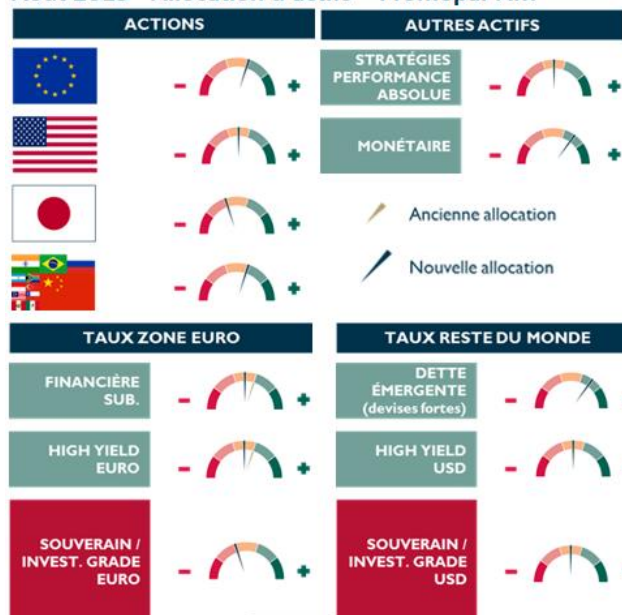 ACTIONS
AUTRES ACTIFS
STRATÉGIES
PERFORMANCE
ABSOLUE
MONÉTAIRE
Ancienne allocation
Nouvelle allocation
TAUX ZONE EURO
TAUX RESTE DU MONDE
FINANCIÈRE
SUB.
DETTE
ÉMERGENTE
(devises fortes)
HIGH YIELD
EURO
HIGH YIELD
USD
SOUVERAIN /
INVEST. GRADE
EURO
SOUVERAIN /
INVEST. GRADE
USD